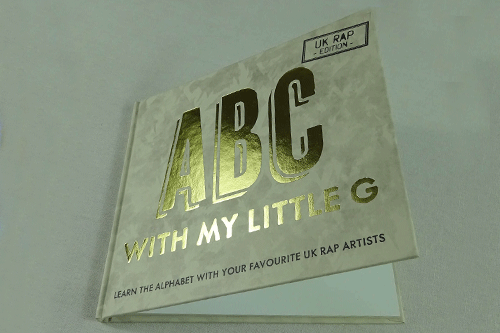 UK RAP
- EDITION -
ABC
WITH MY LITTLE G
LEARN THE ALPHABET WITH YOUR FAVOURITE UK RAP ARTISTS